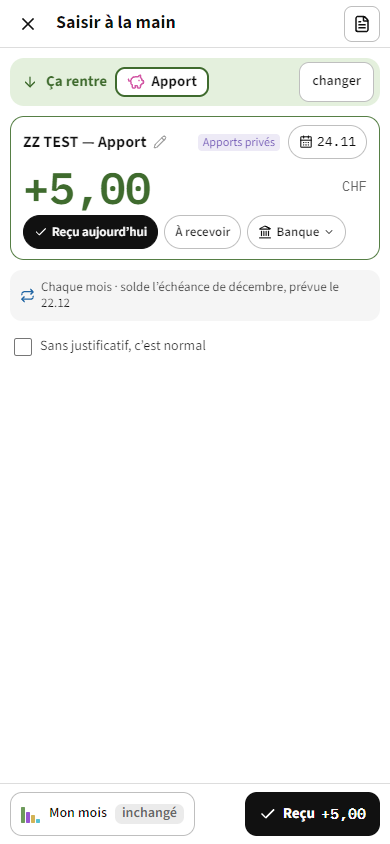 Saisir à la main
Ça rentre
Apport
changer
ZZ TEST — Apport
Apports privés
24.11
+5,00
CHF
Reçu aujourd'hui
À recevoir
Banque
Chaque mois · solde l'échéance de décembre, prévue le
22.12
Sans justificatif, c'est normal
Mon mois
inchangé
Reçu +5,00